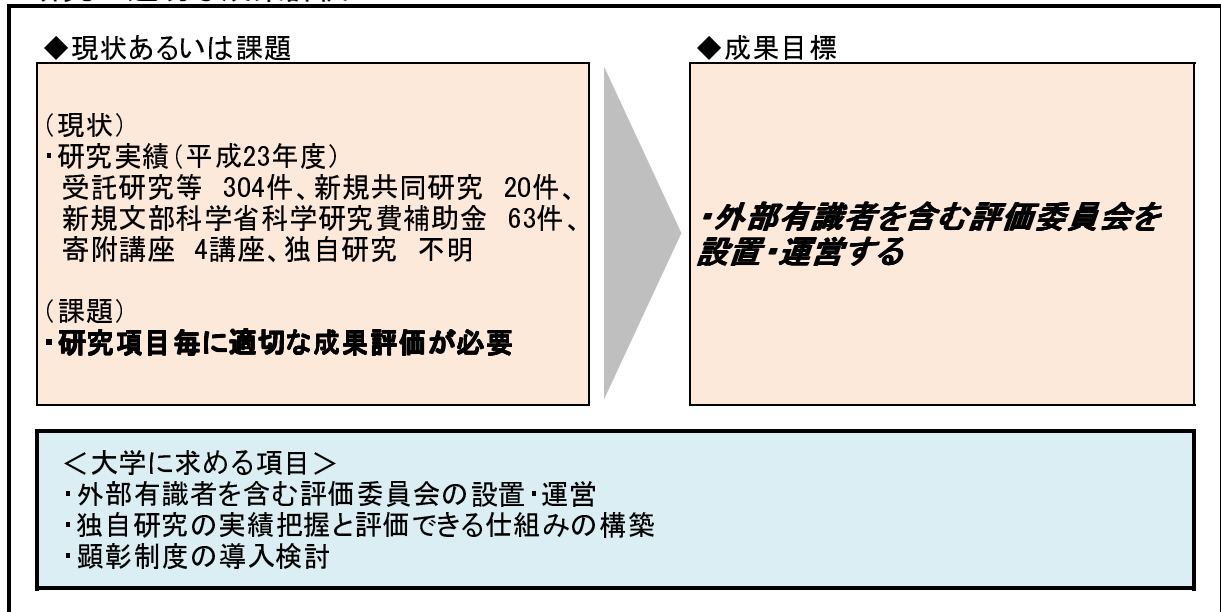 ◆現状あるいは課題
(現状)
・研究実績(平成23年度)
受託研究等 304件、新規共同研究 20件、
新規文部科学省科学研究費補助金 63件、
寄附講座 4講座、独自研究 不明
(課題)
・研究項目毎に適切な成果評価が必要
◆成果目標
・外部有識者を含む評価委員会を
設置・運営する
<大学に求める項目>
・外部有識者を含む評価委員会の設置・運営
・独自研究の実績把握と評価できる仕組みの構築
・顕彰制度の導入検討